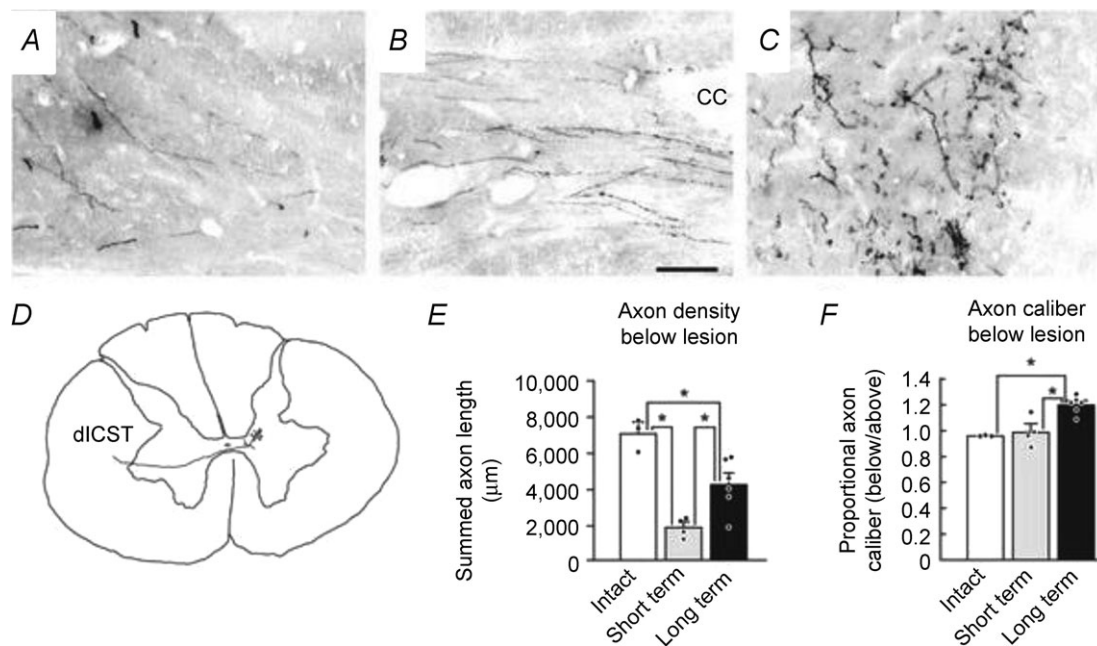 A
B
C
CC
D
dlCST
E
Axon density
below lesion
Summed axon length
(μm)
10,000
8,000
6,000
4,000
2,000
0
*
*
*
Intact
Short term
Long term
F
Axon caliber
below lesion
Proportional axon
caliber (below/above)
1.4
1.2
1.0
0.8
0.6
0.4
0.2
0
*
*
Intact
Short term
Long term